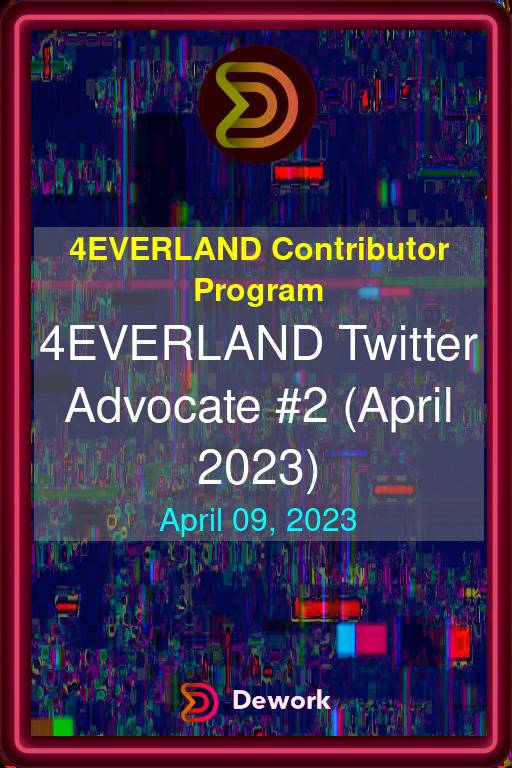 4EVERLAND Contributor
Program
4EVERLAND Twitter
Advocate #2 (April
2023)
April 09, 2023
Dework